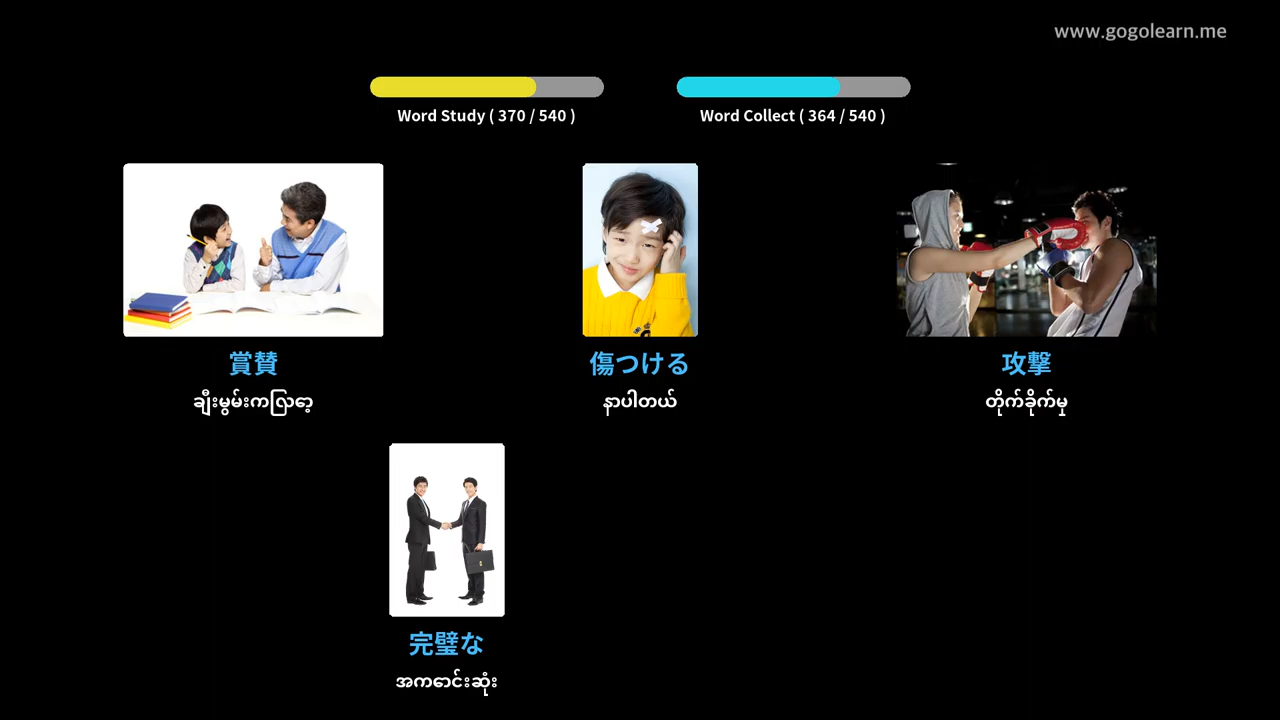 www.gogolearn.me
Word Study ( 370 / 540 )
Word Collect ( 364 / 540 )
賞賛
傷つける
攻撃
ချီးမွမ်းကလြဧာ့
နာပါတယ်
တိုက်ခိုက်မှု
完璧な
အကဧာင်းဆုံး